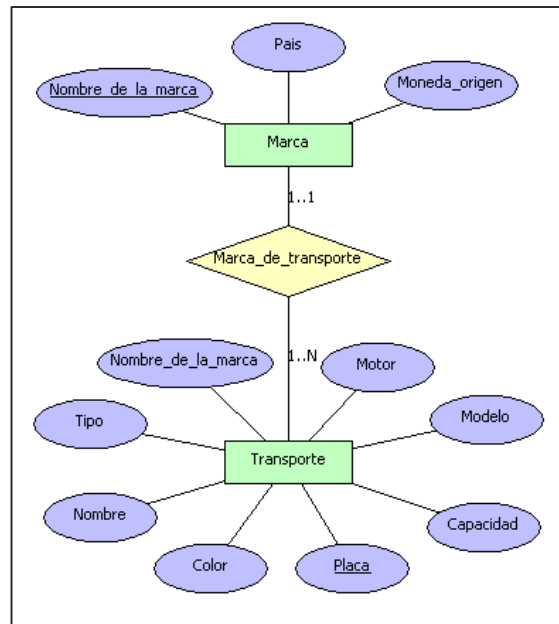 Pais
Nombre_de_la_marca
Moneda_origen
Marca
1..1
Marca_de_transporte
1..N
Nombre_de_la_marca
Motor
Tipo
Modelo
Transporte
Nombre
Capacidad
Color
Placa